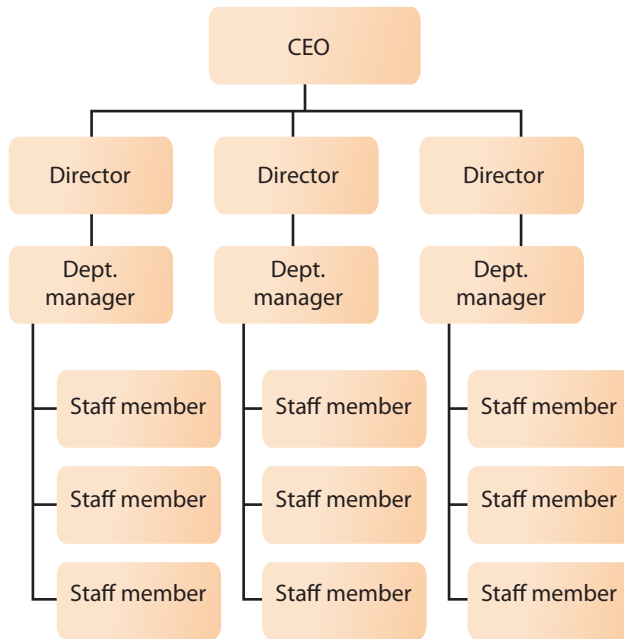 CEO
Director
Director
Director
Dept.
manager
Dept.
manager
Dept.
manager
Staff member
Staff member
Staff member
Staff member
Staff member
Staff member
Staff member
Staff member
Staff member